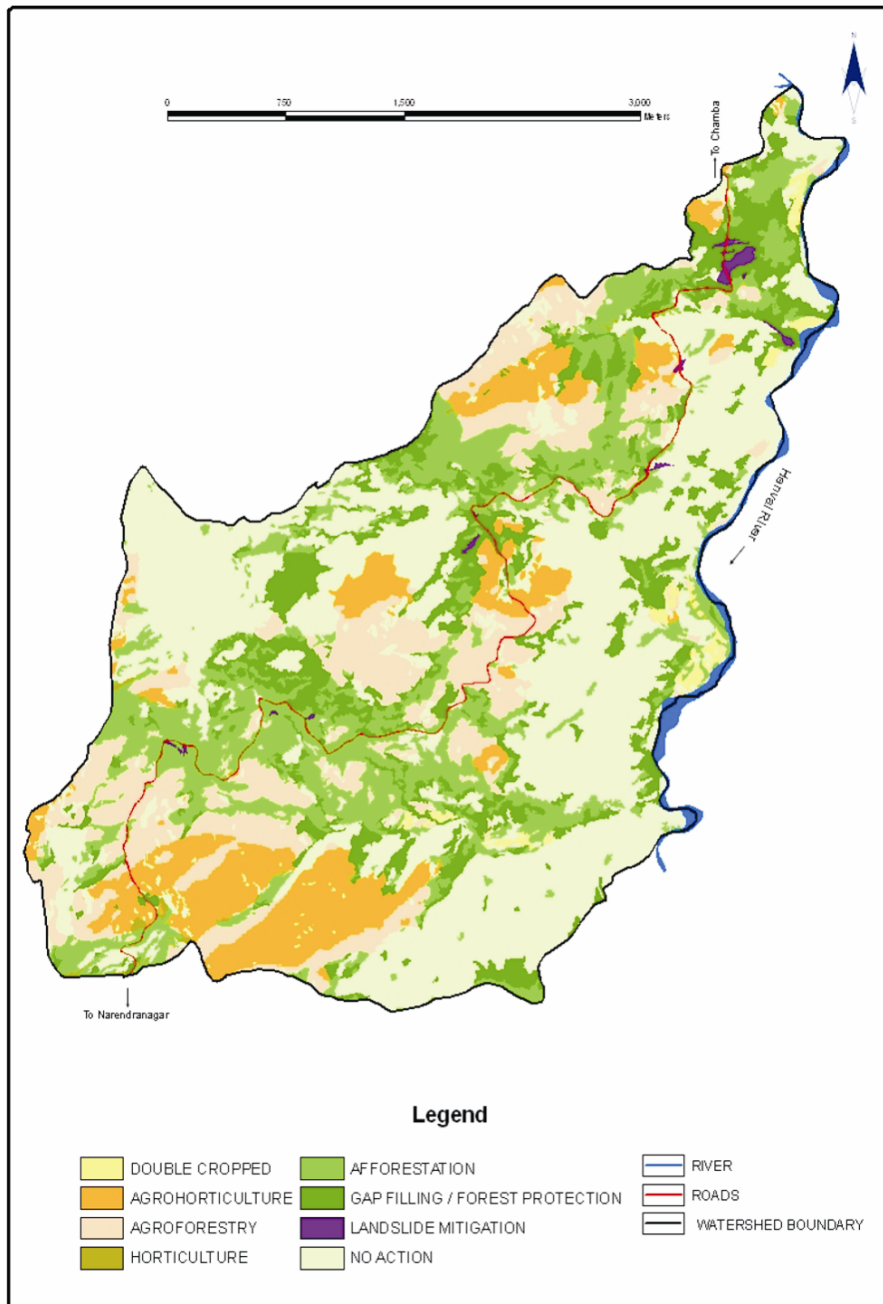 N
0 750 1,500 3,000
Meters
S
To Chamba
Henval River
To Narendranagar
Legend
DOUBLE CROPPED
AGROHORTICULTURE
AGROFORESTRY
HORTICULTURE
AFFORESTATION
GAP FILLING / FOREST PROTECTION
LANDSLIDE MITIGATION
NO ACTION
RIVER
ROADS
WATERSHED BOUNDARY